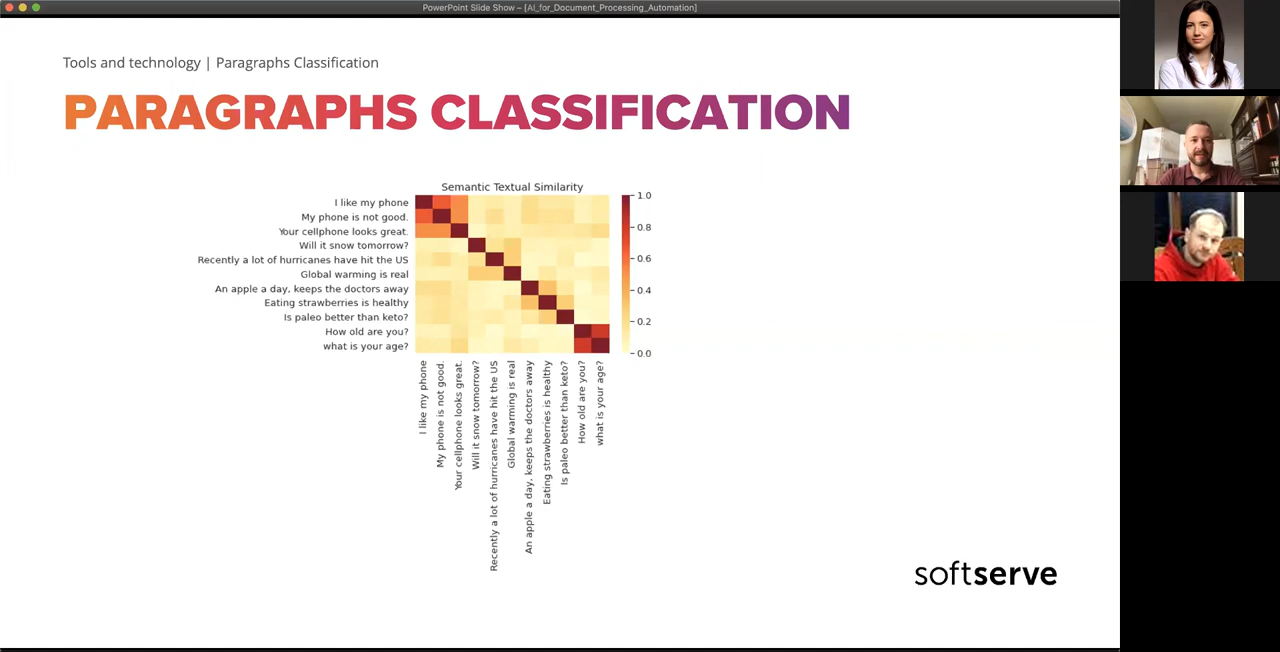 PowerPoint Slide Show – [AI_for_Document_Processing_Automation]
Tools and technology | Paragraphs Classification
PARAGRAPHS CLASSIFICATION
Semantic Textual Similarity
I like my phone
My phone is not good.
Your cellphone looks great.
Will it snow tomorrow?
Recently a lot of hurricanes have hit the US
Global warming is real
An apple a day, keeps the doctors away
Eating strawberries is healthy
Is paleo better than keto?
How old are you?
what is your age?
1.0
0.8
0.6
0.4
0.2
0.0
I like my phone
My phone is not good.
Your cellphone looks great.
Will it snow tomorrow?
Recently a lot of hurricanes have hit the US
Global warming is real
An apple a day, keeps the doctors away
Eating strawberries is healthy
Is paleo better than keto?
How old are you?
what is your age?
softserve